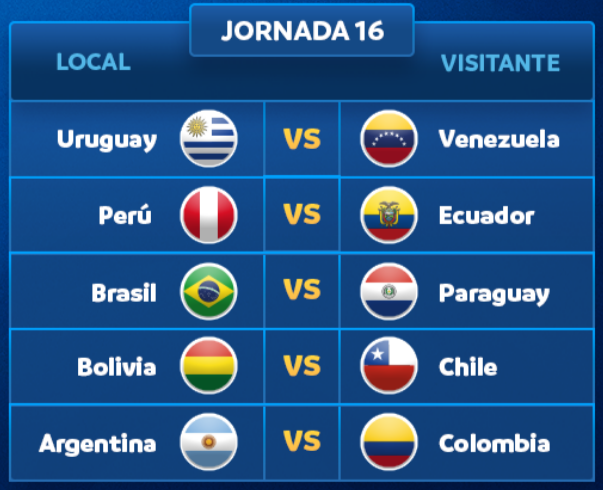 JORNADA 16
LOCAL VISITANTE
Uruguay VS Venezuela
Perú VS Ecuador
Brasil VS Paraguay
Bolivia VS Chile
Argentina VS Colombia